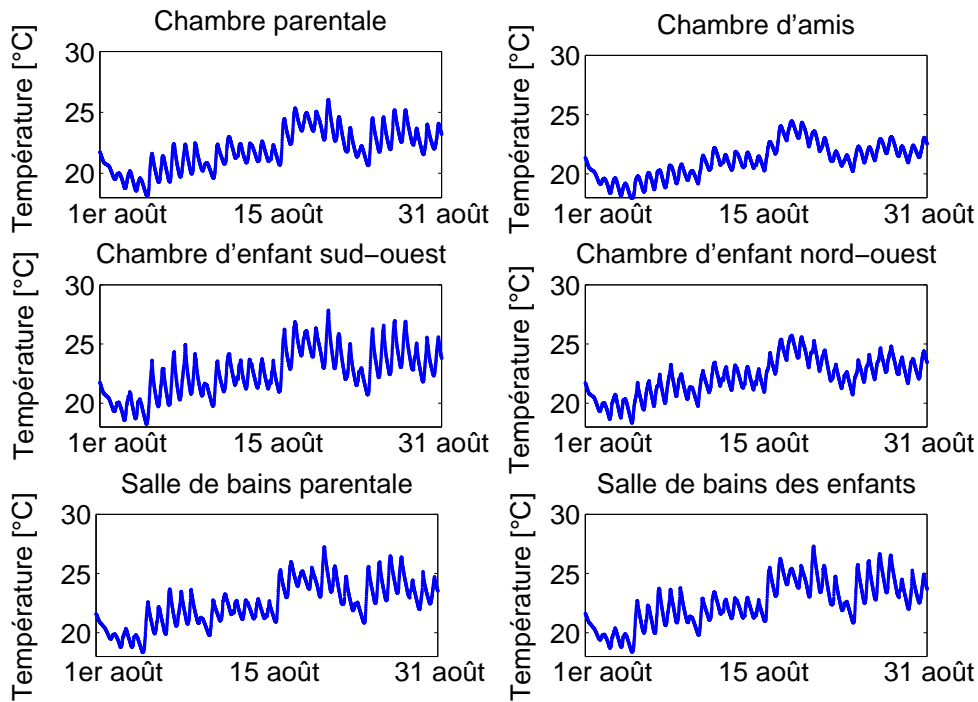 Chambre parentale
Température [°C]
30
25
20
1er août 15 août 31 août
Chambre d'amis
Température [°C]
30
25
20
1er août 15 août 31 août
Chambre d'enfant sud−ouest
Température [°C]
30
25
20
1er août 15 août 31 août
Chambre d'enfant nord−ouest
Température [°C]
30
25
20
1er août 15 août 31 août
Salle de bains parentale
Température [°C]
30
25
20
1er août 15 août 31 août
Salle de bains des enfants
Température [°C]
30
25
20
1er août 15 août 31 août